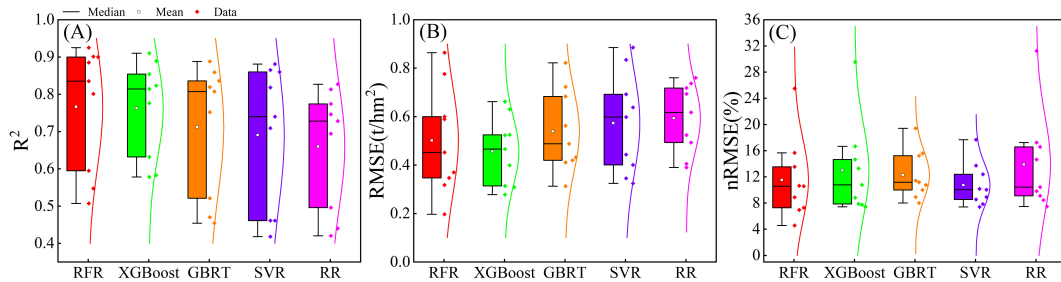 Median Mean Data
(A)
R²
1.0
0.9
0.8
0.7
0.6
0.5
0.4
RFR XGBoost GBRT SVR RR
(B)
RMSE(t/hm²)
1.0
0.8
0.6
0.4
0.2
0.0
RFR XGBoost GBRT SVR RR
(C)
nRMSE(%)
36
32
28
24
20
16
12
8
4
0
RFR XGBoost GBRT SVR RR